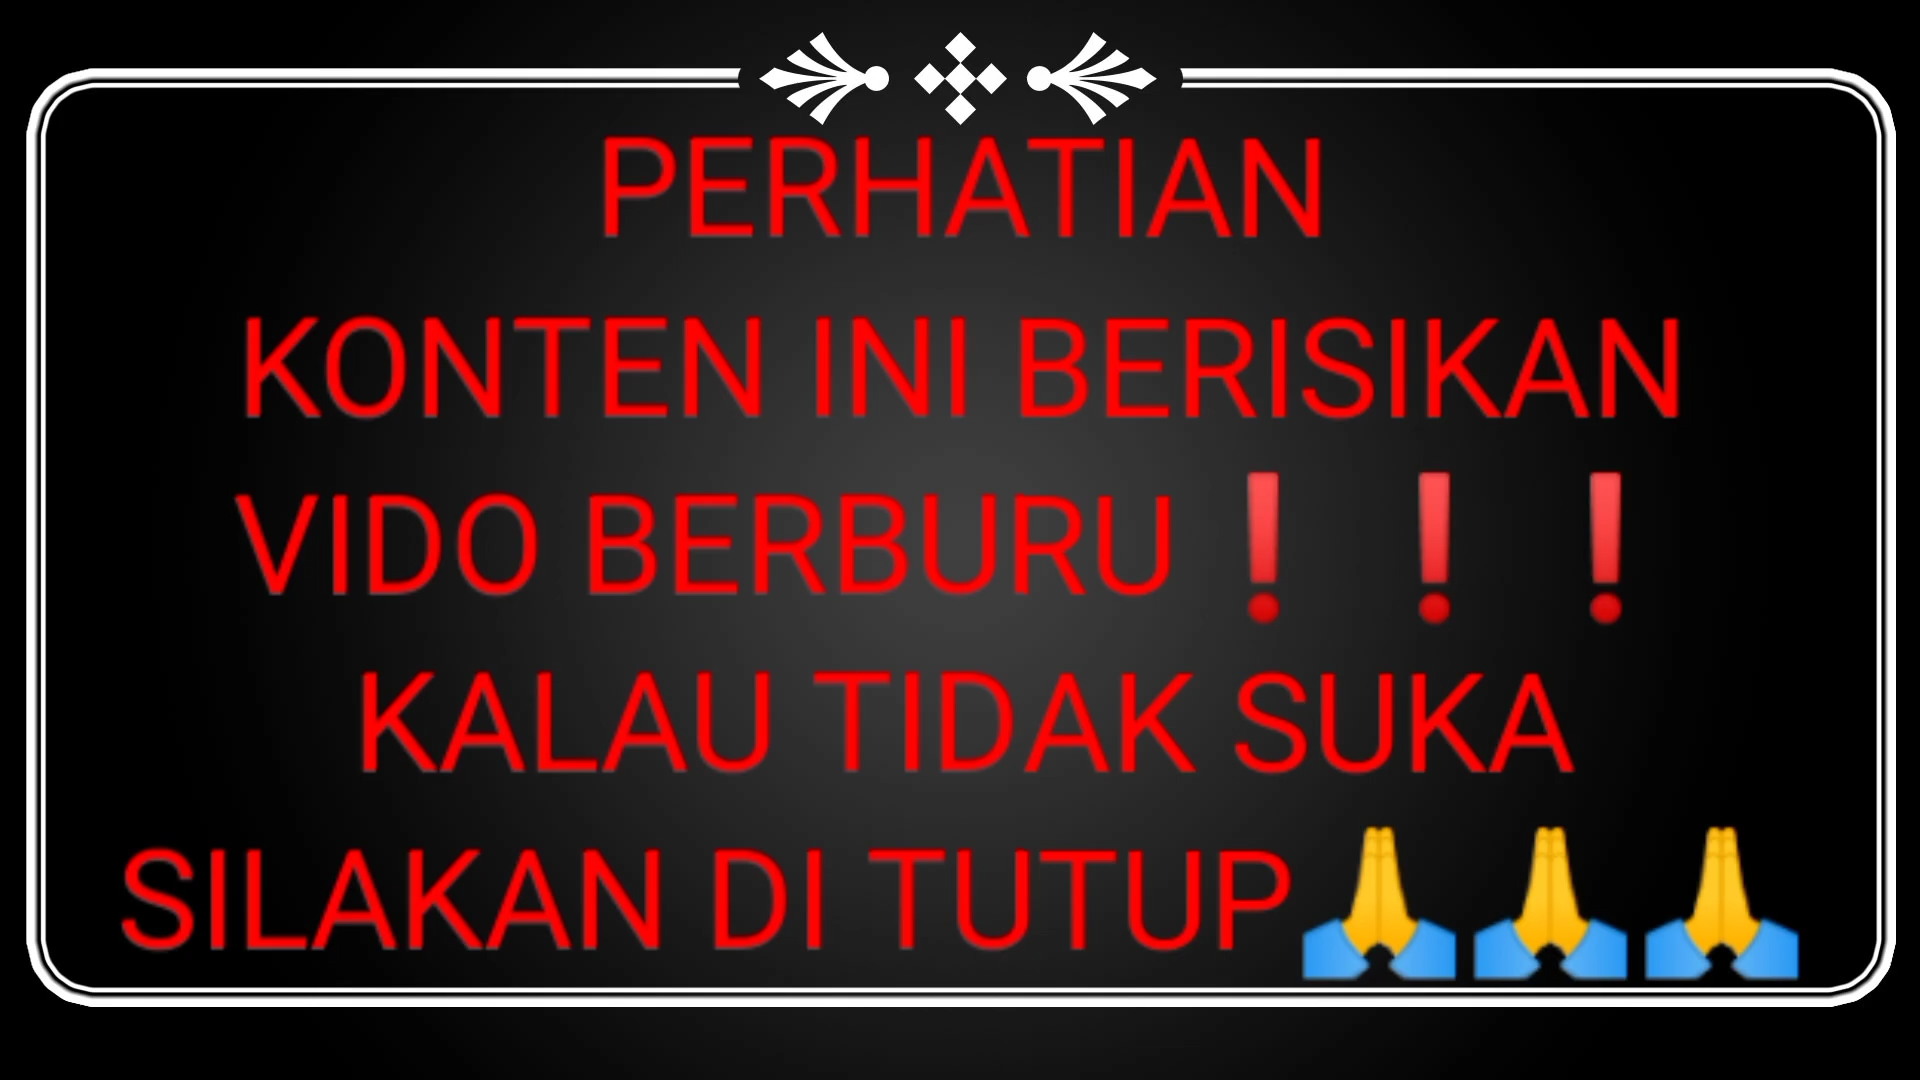 PERHATIAN
KONTEN INI BERISIKAN
VIDO BERBURU❗❗❗
KALAU TIDAK SUKA
SILAKAN DI TUTUP🙏🙏🙏